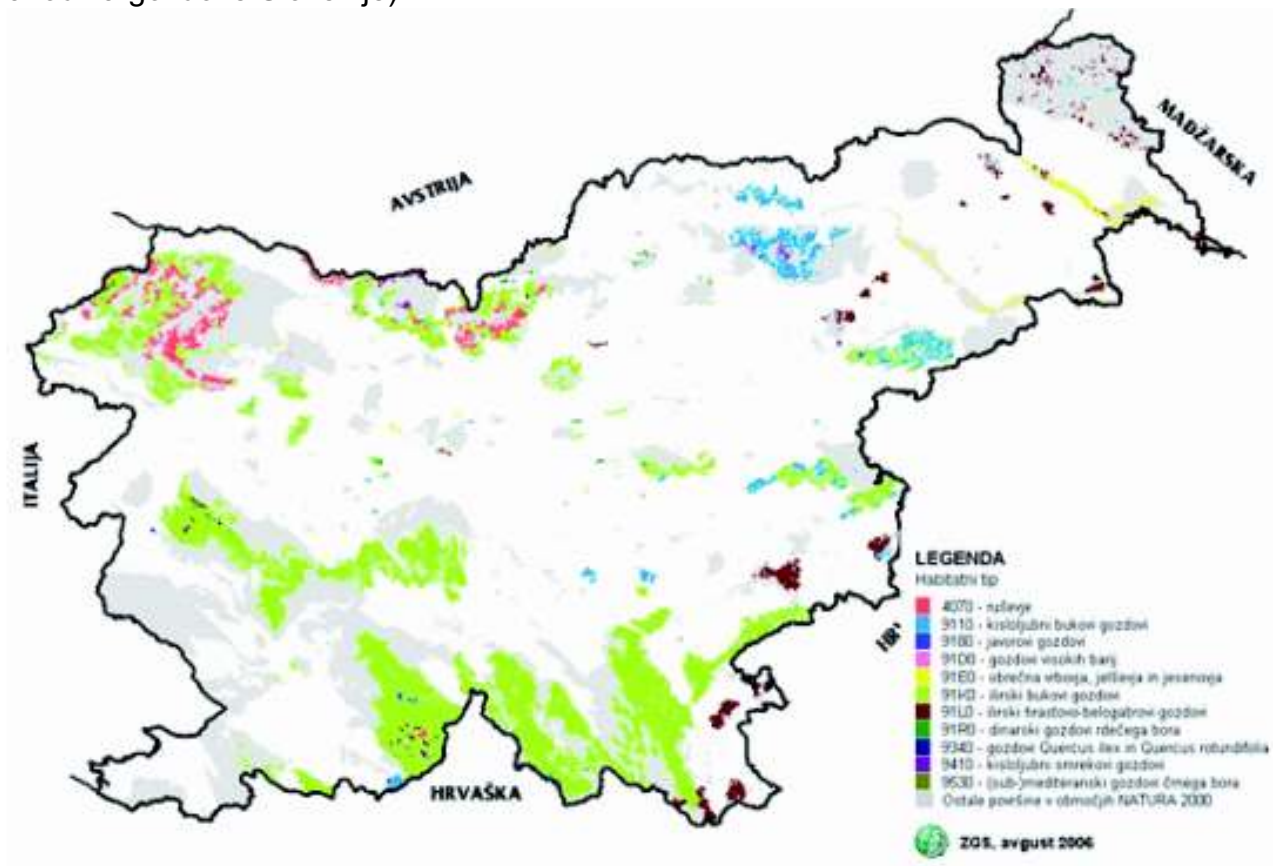 MADŽARSKA
AVSTRIJA
ITALIJA
LEGENDA
Habitatni tip
4070 - ruševje
9110 - kisloljubni bukovi gozdovi
9180 - javorovi gozdovi
91D0 - gozdovi visokih barij
91E0 - obrečna vrbovja, jelševja in jesenovja
91K0 - ilirski bukovi gozdovi
91L0 - ilirski hrastovo-belogabrovi gozdovi
91R0 - dinarski gozdovi rdečega bora
9340 - gozdovi Quercus ilex in Quercus rotundifolia
9410 - kisloljubni smrekovi gozdovi
9530 - (sub-)mediteranski gozdovi črnega bora
Ostale površine v območjih NATURA 2000
HRVAŠKA
ZGS, avgust 2006